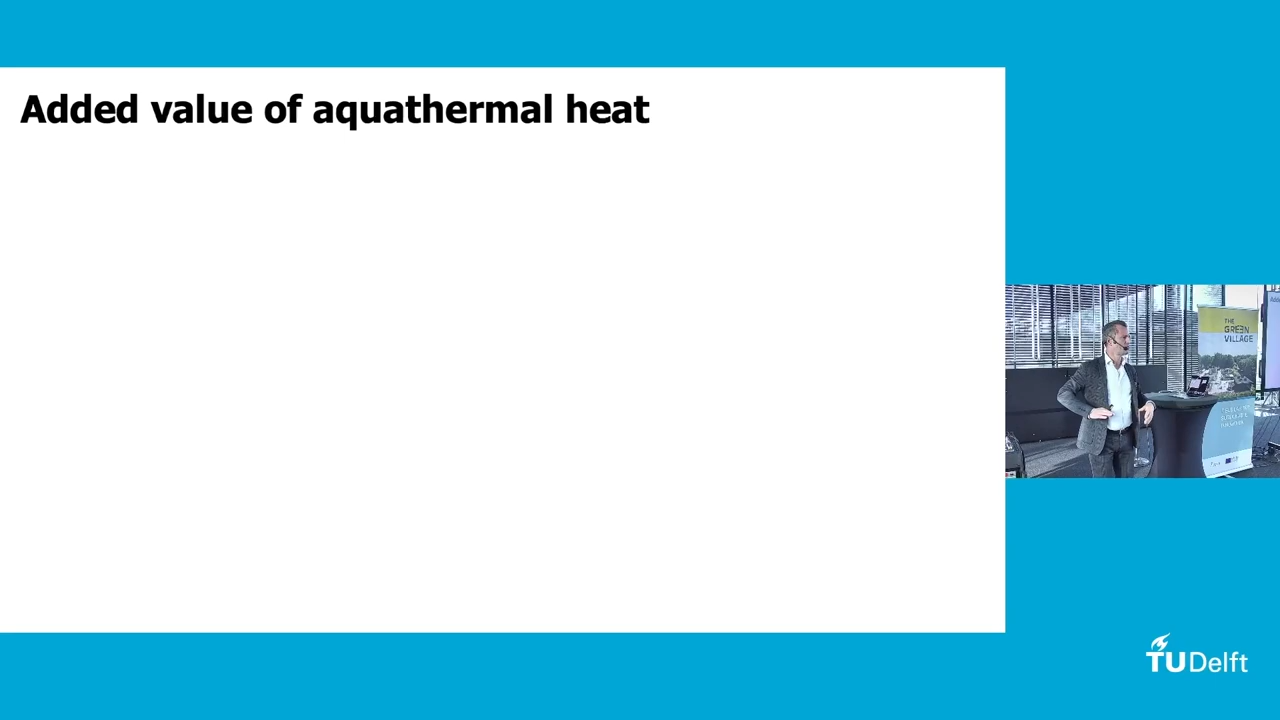 Added value of aquathermal heat
THE
GREEN
VILLAGE
TUDelft